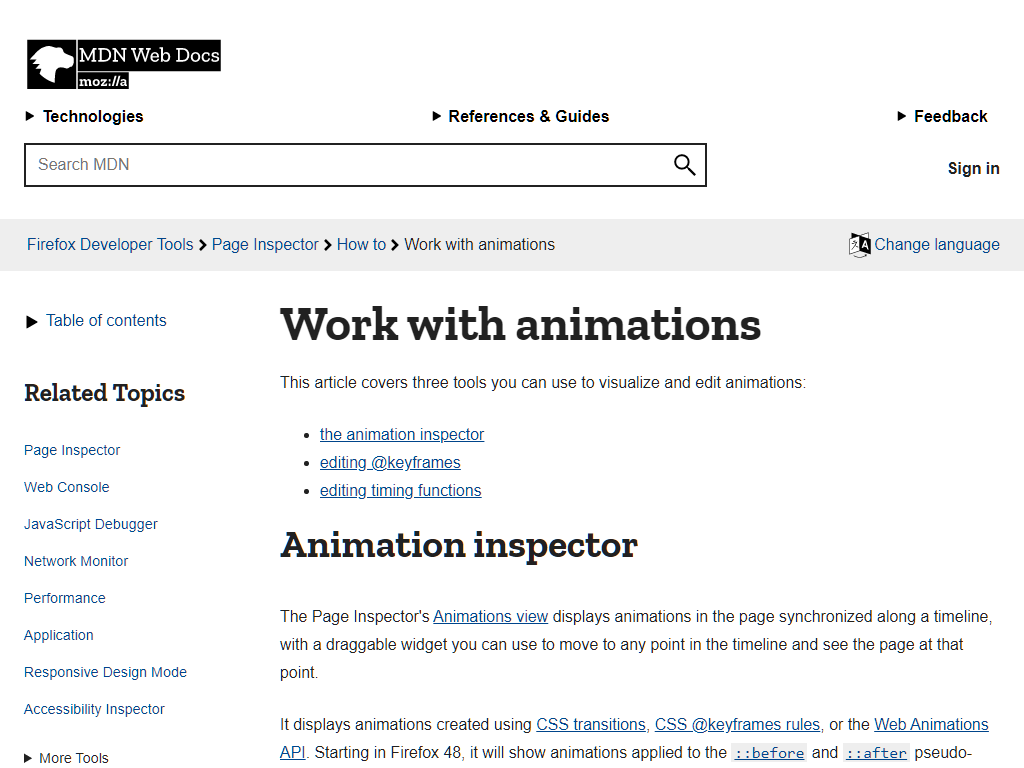 MDN Web Docs
moz://a
Technologies
References & Guides
Feedback
Search MDN
Sign in
Firefox Developer Tools
Page Inspector
How to
Work with animations
Change language
Table of contents
Related Topics
Page Inspector
Web Console
JavaScript Debugger
Network Monitor
Performance
Application
Responsive Design Mode
Accessibility Inspector
More Tools
Work with animations
This article covers three tools you can use to visualize and edit animations:
the animation inspector
editing @keyframes
editing timing functions
Animation inspector
The Page Inspector's Animations view displays animations in the page synchronized along a timeline,
with a draggable widget you can use to move to any point in the timeline and see the page at that
point.
It displays animations created using CSS transitions, CSS @keyframes rules, or the Web Animations
API. Starting in Firefox 48, it will show animations applied to the ::before and ::after pseudo-